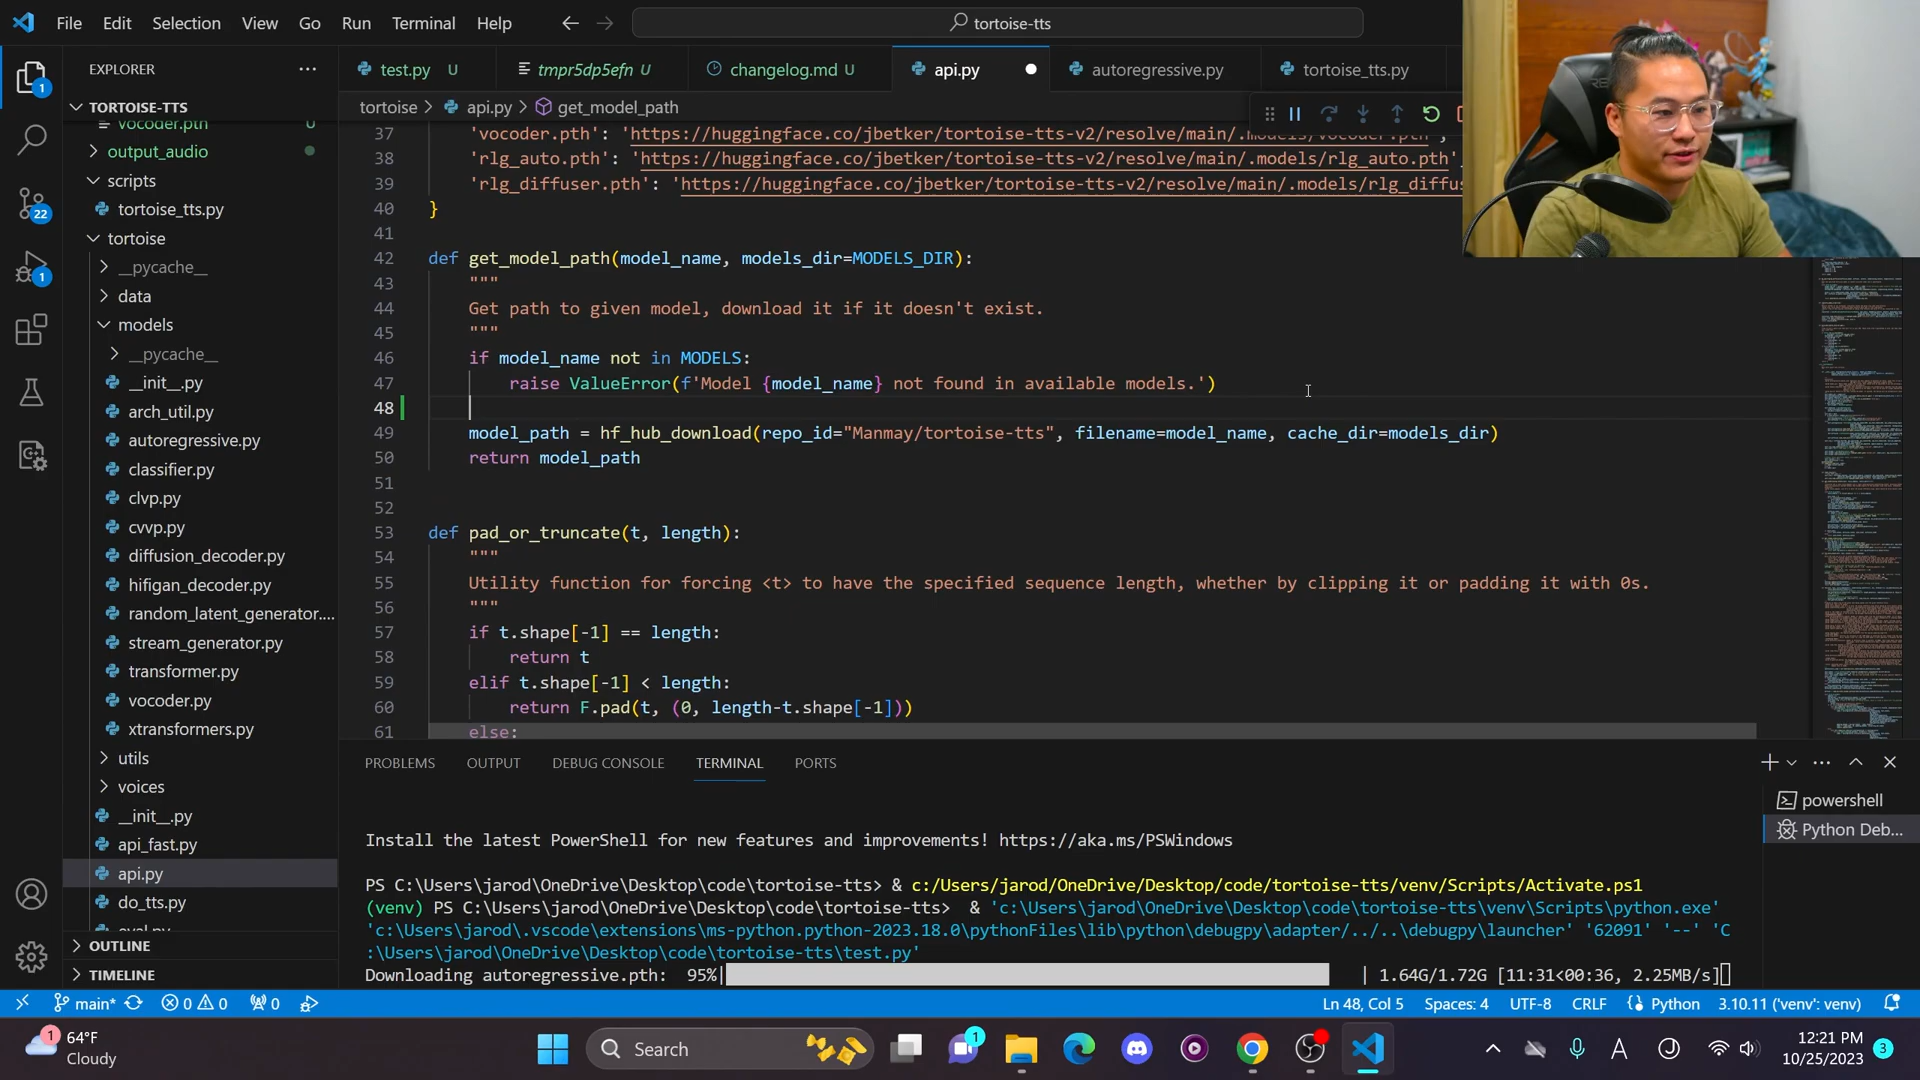 File Edit Selection View Go Run Terminal Help
tortoise-tts
EXPLORER
TORTOISE-TTS
vocoder.pth U
output_audio
scripts
tortoise_tts.py
tortoise
__pycache__
data
models
__pycache__
__init__.py
arch_util.py
autoregressive.py
classifier.py
clvp.py
cvvp.py
diffusion_decoder.py
hifigan_decoder.py
random_latent_generator....
stream_generator.py
transformer.py
vocoder.py
xtransformers.py
utils
voices
__init__.py
api_fast.py
api.py
do_tts.py
eval.py
OUTLINE
TIMELINE
1
22
1
test.py U
tmpr5dp5efn U
changelog.md U
api.py
autoregressive.py
tortoise_tts.py
tortoise > api.py > get_model_path
37 'vocoder.pth': 'https://huggingface.co/jbetker/tortoise-tts-v2/resolve/main/.models/vocoder.pth',
38 'rlg_auto.pth': 'https://huggingface.co/jbetker/tortoise-tts-v2/resolve/main/.models/rlg_auto.pth',
39 'rlg_diffuser.pth': 'https://huggingface.co/jbetker/tortoise-tts-v2/resolve/main/.models/rlg_diffus
40 }
41
42 def get_model_path(model_name, models_dir=MODELS_DIR):
43 """
44 Get path to given model, download it if it doesn't exist.
45 """
46 if model_name not in MODELS:
47 raise ValueError(f'Model {model_name} not found in available models.')
48
49 model_path = hf_hub_download(repo_id="Manmay/tortoise-tts", filename=model_name, cache_dir=models_dir)
50 return model_path
51
52
53 def pad_or_truncate(t, length):
54 """
55 Utility function for forcing <t> to have the specified sequence length, whether by clipping it or padding it with 0s.
56 """
57 if t.shape[-1] == length:
58 return t
59 elif t.shape[-1] < length:
60 return F.pad(t, (0, length-t.shape[-1]))
61 else:
PROBLEMS OUTPUT DEBUG CONSOLE TERMINAL PORTS
powershell
Python Deb...
Install the latest PowerShell for new features and improvements! https://aka.ms/PSWindows
PS C:\Users\jarod\OneDrive\Desktop\code\tortoise-tts> & c:/Users/jarod/OneDrive/Desktop/code/tortoise-tts/venv/Scripts/Activate.ps1
(venv) PS C:\Users\jarod\OneDrive\Desktop\code\tortoise-tts>  & 'c:\Users\jarod\OneDrive\Desktop\code\tortoise-tts\venv\Scripts\python.exe'
'c:\Users\jarod\.vscode\extensions\ms-python.python-2023.18.0\pythonFiles\lib\python\debugpy\adapter/../..\debugpy\launcher' '62091' '--' 'C
:\Users\jarod\OneDrive\Desktop\code\tortoise-tts\test.py'
Downloading autoregressive.pth: 95%| | 1.64G/1.72G [11:31<00:36, 2.25MB/s]
main* 0 0 0 Ln 48, Col 5 Spaces: 4 UTF-8 CRLF Python 3.10.11 ('venv': venv)
1
64°F
Cloudy
Search
1
A
12:21 PM
10/25/2023
3